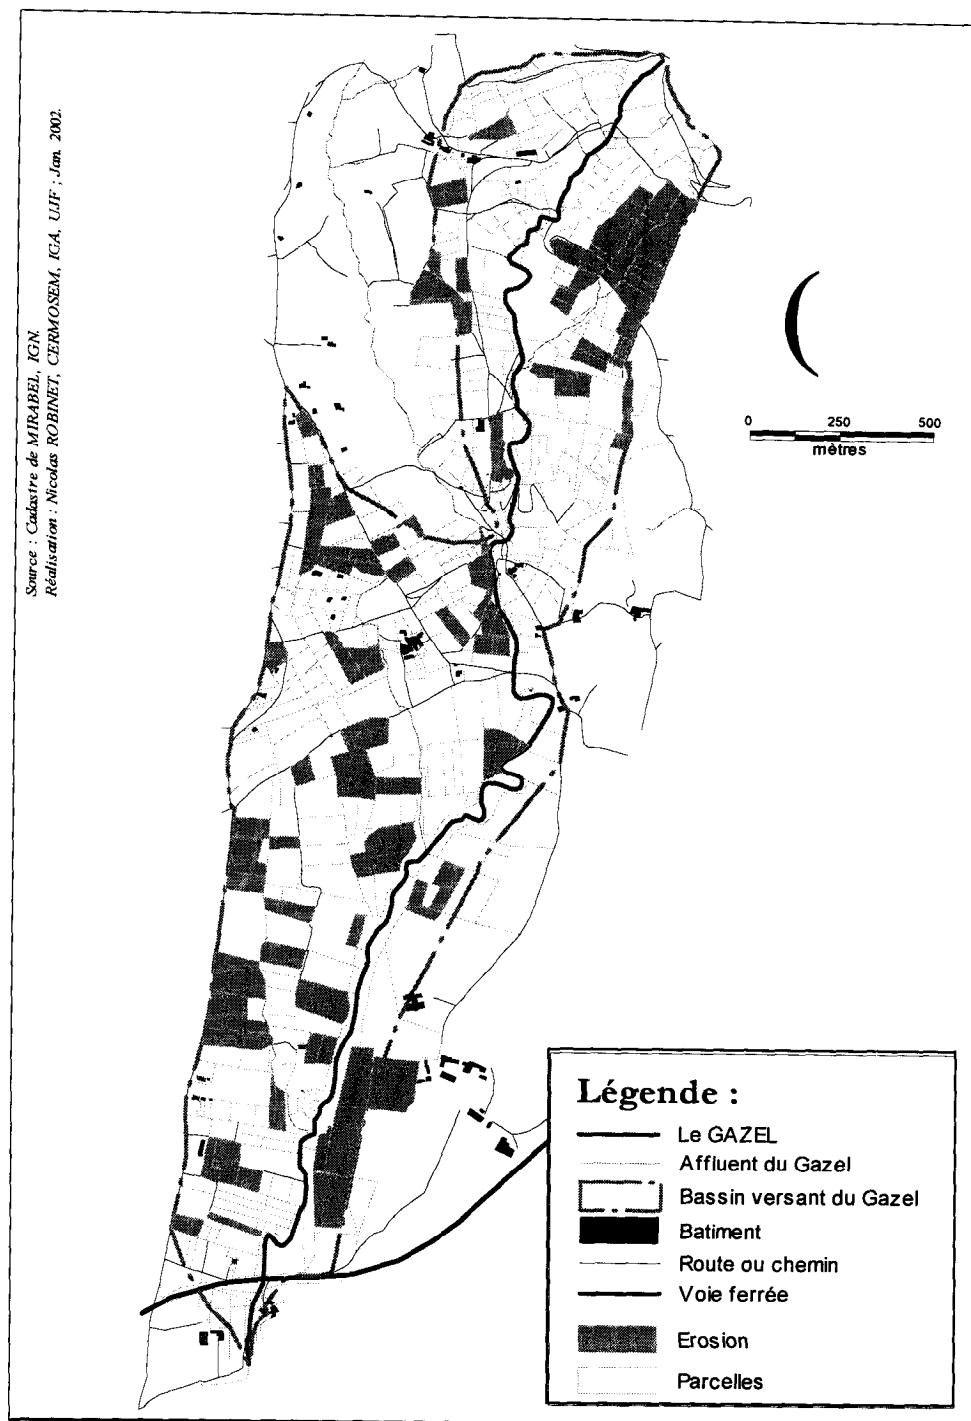 Source : Cadastre de MIRABEL, IGN.
Réalisation : Nicolas ROBINET, CERMOSEM, IGA, UJF ; Jan. 2002.
0 250 500
mètres
Légende :
Le GAZEL
Affluent du Gazel
Bassin versant du Gazel
Batiment
Route ou chemin
Voie ferrée
Erosion
Parcelles